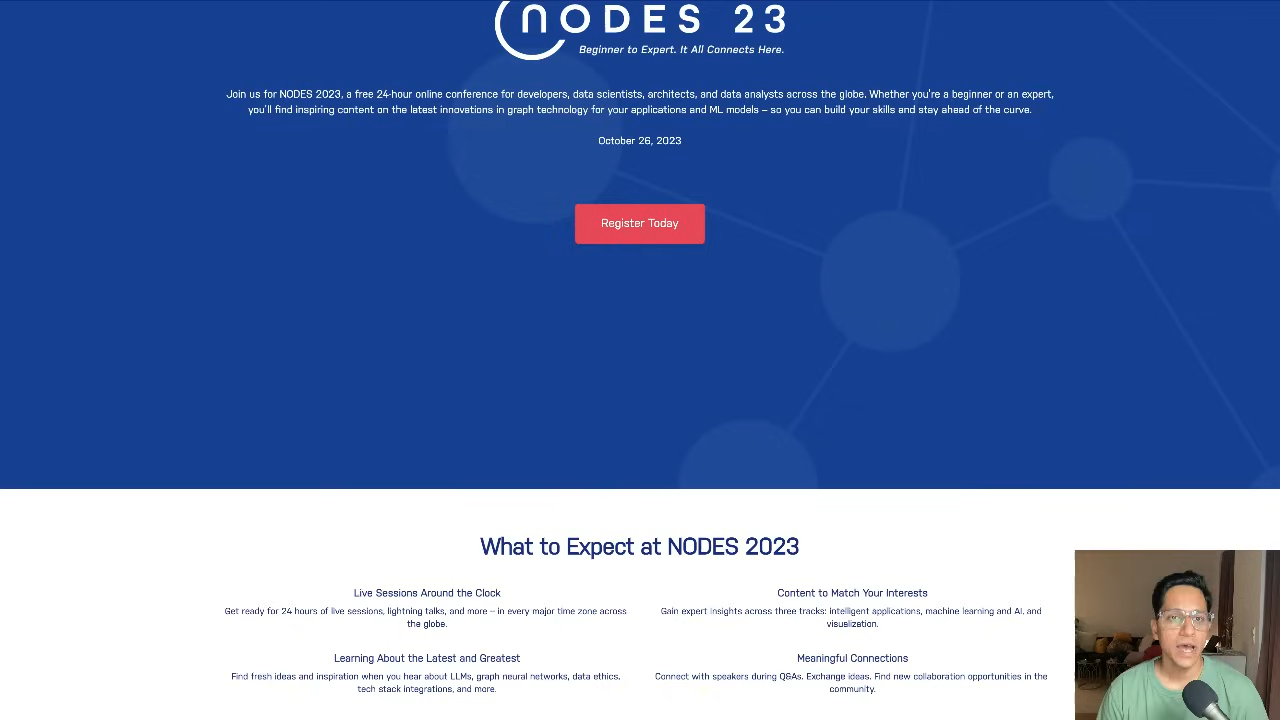 NODES 23
Beginner to Expert. It All Connects Here.
Join us for NODES 2023, a free 24-hour online conference for developers, data scientists, architects, and data analysts across the globe. Whether you're a beginner or an expert,
you'll find inspiring content on the latest innovations in graph technology for your applications and ML models – so you can build your skills and stay ahead of the curve.
October 26, 2023
Register Today
What to Expect at NODES 2023
Live Sessions Around the Clock
Get ready for 24 hours of live sessions, lightning talks, and more – in every major time zone across
the globe.
Content to Match Your Interests
Gain expert insights across three tracks: intelligent applications, machine learning and AI, and
visualization.
Learning About the Latest and Greatest
Find fresh ideas and inspiration when you hear about LLMs, graph neural networks, data ethics,
tech stack integrations, and more.
Meaningful Connections
Connect with speakers during Q&As. Exchange ideas. Find new collaboration opportunities in the
community.